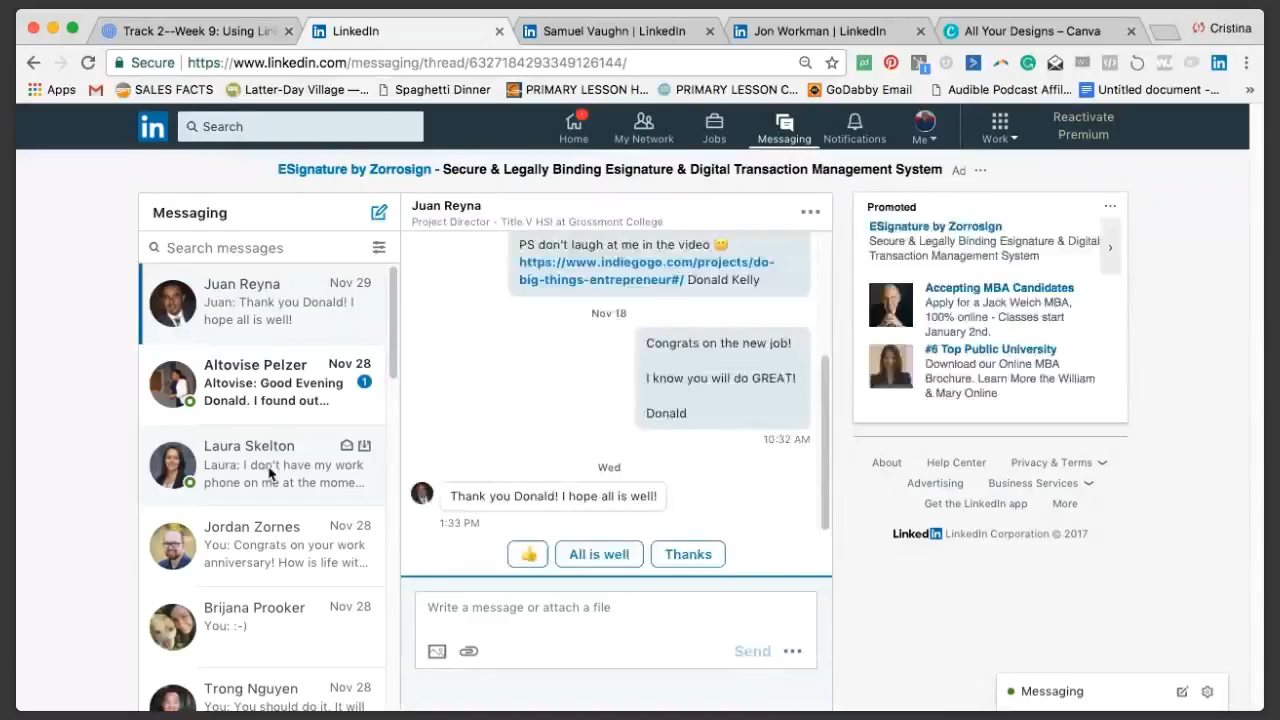 Track 2--Week 9: Using Lin
LinkedIn
Samuel Vaughn | LinkedIn
Jon Workman | LinkedIn
All Your Designs – Canva
Cristina
Secure
https://www.linkedin.com/messaging/thread/6327184293349126144/
Apps
SALES FACTS
Latter-Day Village —...
Spaghetti Dinner
PRIMARY LESSON H...
PRIMARY LESSON C...
GoDabby Email
Audible Podcast Affil...
Untitled document -...
in
Search
Home
My Network
Jobs
Messaging
Notifications
Me
Work
Reactivate
Premium
ESignature by Zorrosign - Secure & Legally Binding Esignature & Digital Transaction Management System
Ad
Messaging
Search messages
Juan Reyna
Nov 29
Juan: Thank you Donald! I
hope all is well!
Altovise Pelzer
Nov 28
Altovise: Good Evening
1
Donald. I found out...
Laura Skelton
Laura: I don't have my work
phone on me at the mome...
Jordan Zornes
Nov 28
You: Congrats on your work
anniversary! How is life wit...
Brijana Prooker
Nov 28
You: :-)
Trong Nguyen
Nov 28
You: You should do it. It will
Juan Reyna
Project Director - Title V HSI at Grossmont College
PS don't laugh at me in the video
https://www.indiegogo.com/projects/do-
big-things-entrepreneur#/ Donald Kelly
Nov 18
Congrats on the new job!
I know you will do GREAT!
Donald
10:32 AM
Wed
Thank you Donald! I hope all is well!
1:33 PM
All is well
Thanks
Write a message or attach a file
Send
Promoted
ESignature by Zorrosign
Secure & Legally Binding Esignature & Digital
Transaction Management System
Accepting MBA Candidates
Apply for a Jack Welch MBA,
100% online - Classes start
January 2nd.
#6 Top Public University
Download our Online MBA
Brochure. Learn More the William
& Mary Online
About
Help Center
Privacy & Terms
Advertising
Business Services
Get the LinkedIn app
More
LinkedIn LinkedIn Corporation © 2017
Messaging